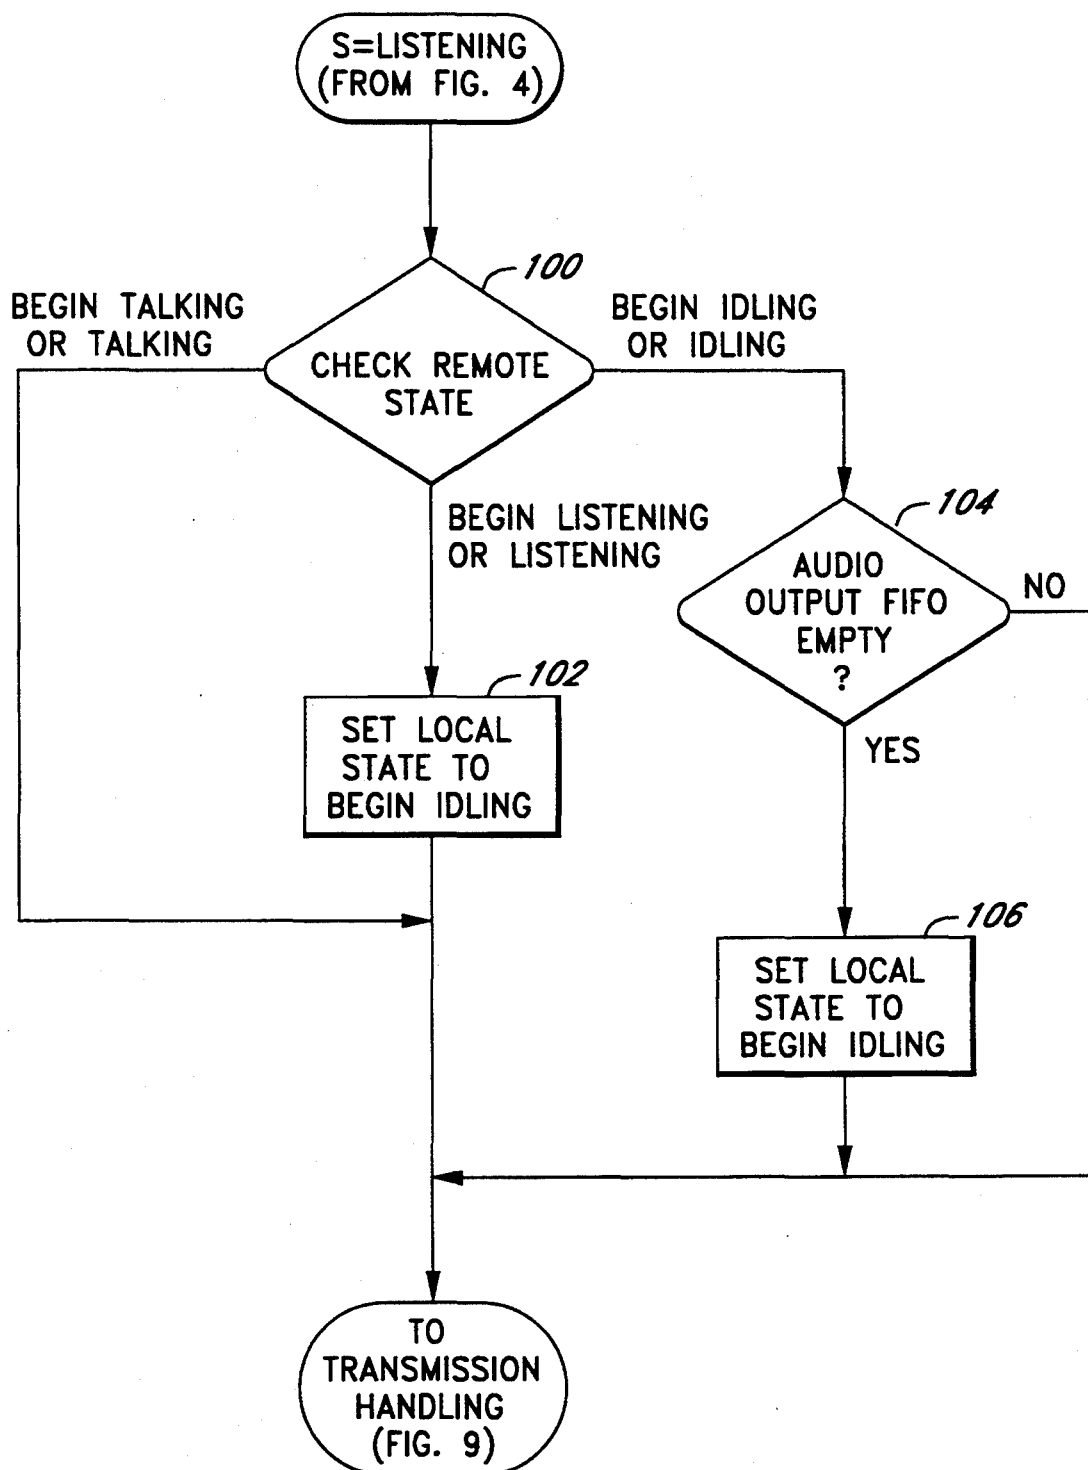 S=LISTENING
(FROM FIG. 4)
100
BEGIN TALKING
OR TALKING
BEGIN IDLING
OR IDLING
CHECK REMOTE
STATE
BEGIN LISTENING
OR LISTENING
104
AUDIO
OUTPUT FIFO
EMPTY
?
NO
YES
102
SET LOCAL
STATE TO
BEGIN IDLING
106
SET LOCAL
STATE TO
BEGIN IDLING
TO
TRANSMISSION
HANDLING
(FIG. 9)